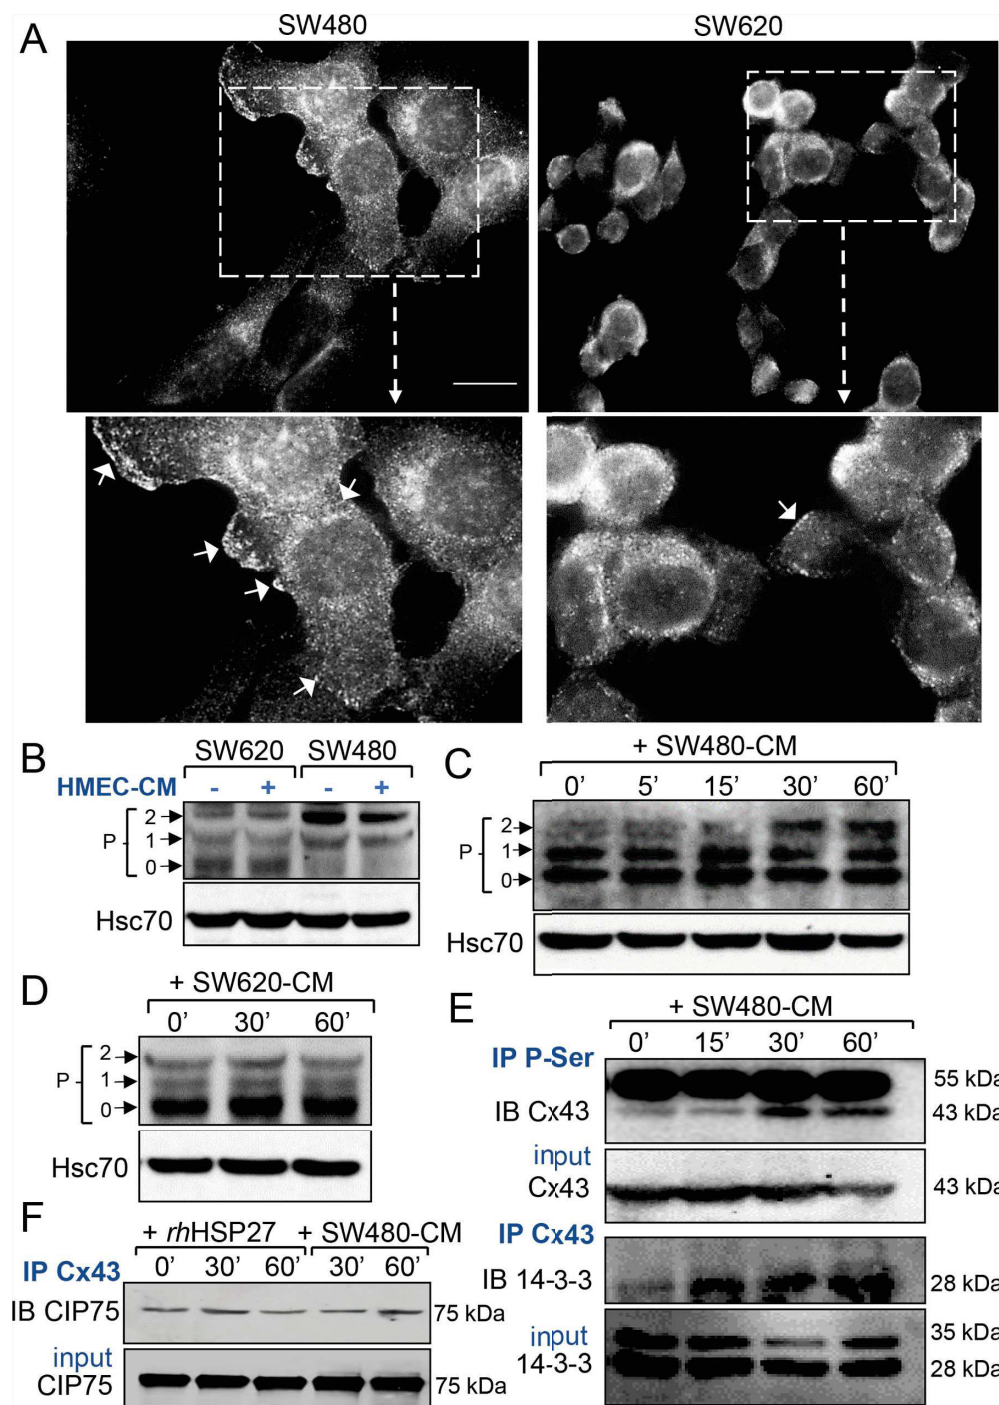 A
SW480
SW620
B
SW620 SW480
HMEC-CM - + - +
P
2
1
0
Hsc70
C
+ SW480-CM
0’ 5’ 15’ 30’ 60’
P
2
1
0
Hsc70
D
+ SW620-CM
0’ 30’ 60’
P
2
1
0
Hsc70
E
+ SW480-CM
0’ 15’ 30’ 60’
IP P-Ser
55 kDa
IB Cx43
43 kDa
input
Cx43
43 kDa
IP Cx43
IB 14-3-3
28 kDa
input
14-3-3
35 kDa
28 kDa
F
+ rhHSP27 + SW480-CM
IP Cx43 0’ 30’ 60’ 30’ 60’
IB CIP75
75 kDa
input
CIP75
75 kDa